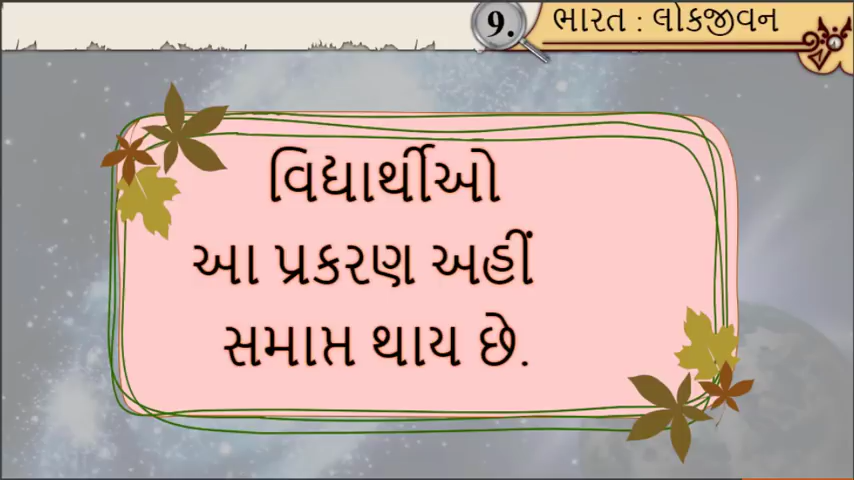 9. ભારત : લોકજીવન
વિદ્યાર્થીઓ
આ પ્રકરણ અહીં
સમાપ્ત થાય છે.